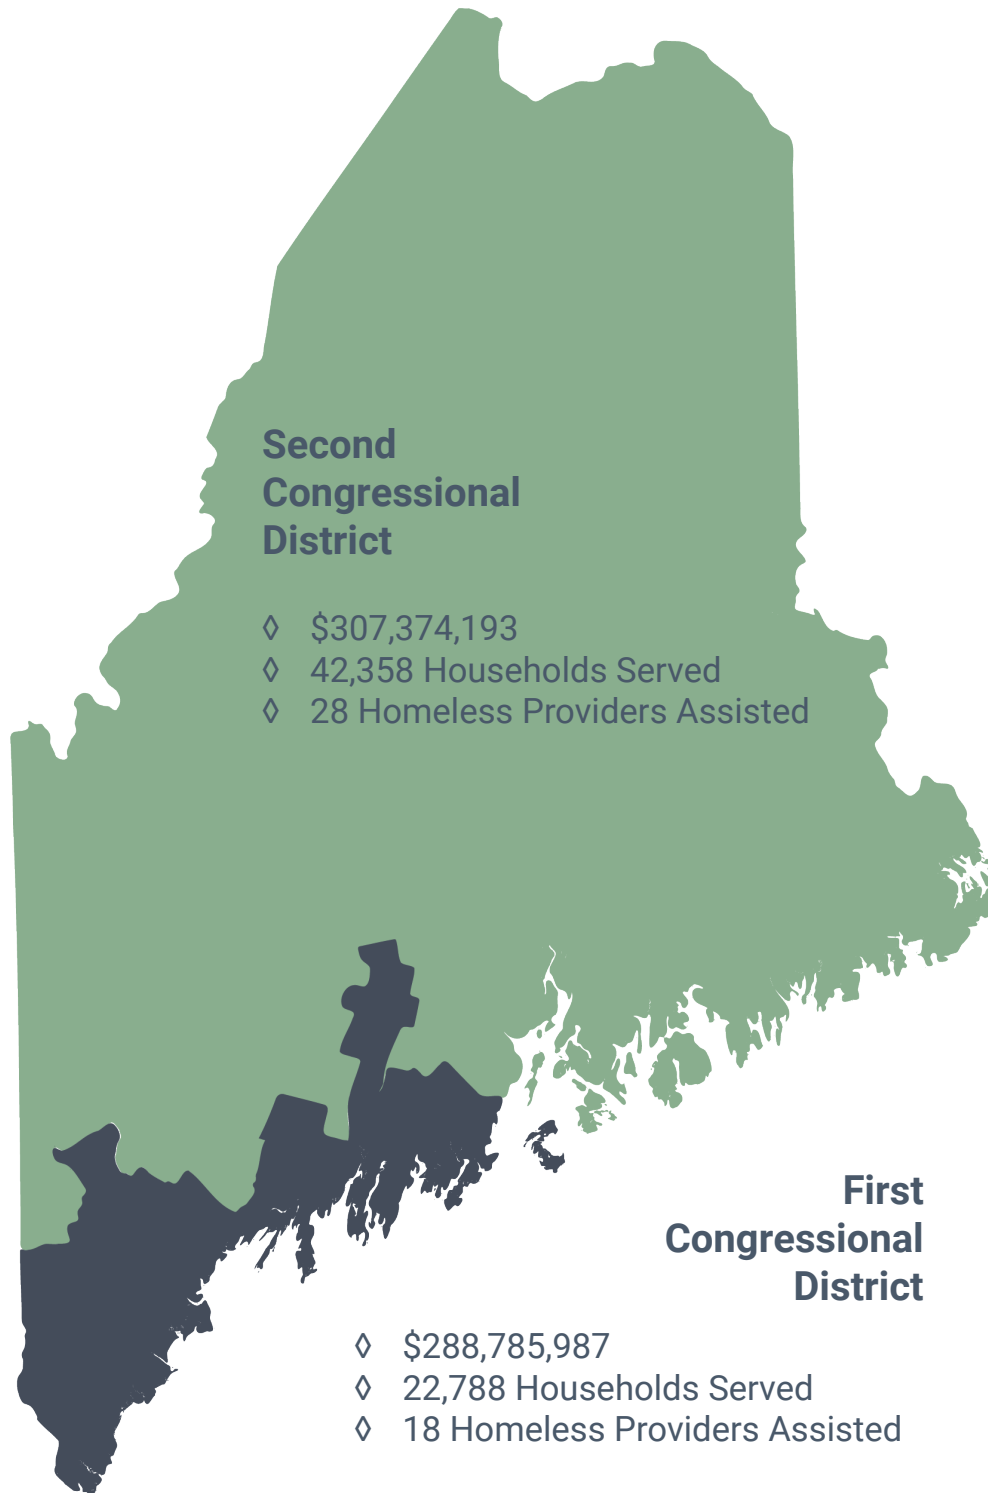 Second
Congressional
District
◊ $307,374,193
◊ 42,358 Households Served
◊ 28 Homeless Providers Assisted
First
Congressional
District
◊ $288,785,987
◊ 22,788 Households Served
◊ 18 Homeless Providers Assisted